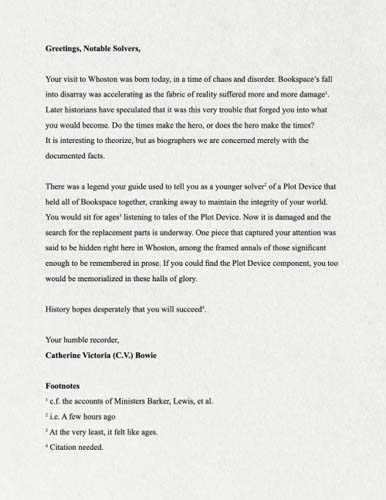 Greetings, Notable Solvers,
Your visit to Whoston was born today, in a time of chaos and disorder. Bookspace’s fall
into disarray was accelerating as the fabric of reality suffered more and more damage¹.
Later historians have speculated that it was this very trouble that forged you into what
you would become. Do the times make the hero, or does the hero make the times?
It is interesting to theorize, but as biographers we are concerned merely with the
documented facts.
There was a legend your guide used to tell you as a younger solver² of a Plot Device that
held all of Bookspace together, cranking away to maintain the integrity of your world.
You would sit for ages³ listening to tales of the Plot Device. Now it is damaged and the
search for the replacement parts is underway. One piece that captured your attention was
said to be hidden right here in Whoston, among the framed annals of those significant
enough to be remembered in prose. If you could find the Plot Device component, you too
would be memorialized in these halls of glory.
History hopes desperately that you will succeed⁴.
Your humble recorder,
Catherine Victoria (C.V.) Bowie
Footnotes
¹ c.f. the accounts of Ministers Barker, Lewis, et al.
² i.e. A few hours ago
³ At the very least, it felt like ages.
⁴ Citation needed.